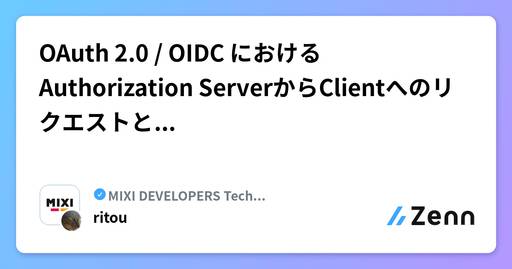 OAuth 2.0 / OIDC における
Authorization ServerからClientへのリ
クエストと...
MIXI
MIXI DEVELOPERS Tech...
ritou
Zenn